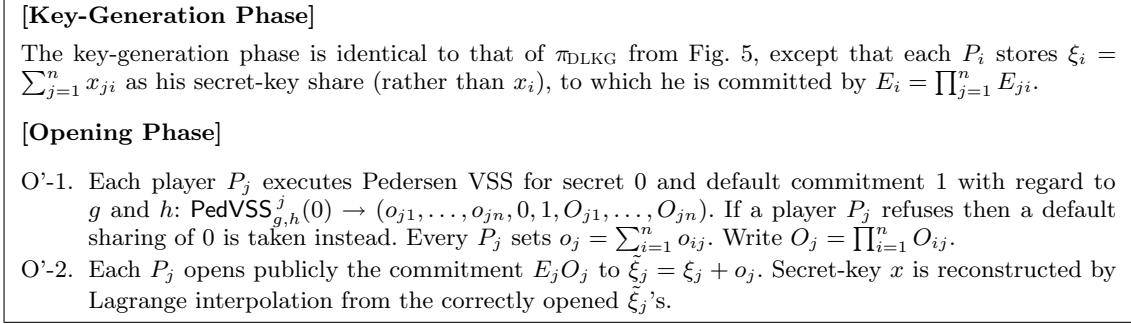 [Key-Generation Phase]
The key-generation phase is identical to that of π_DLKG from Fig. 5, except that each P_i stores ξ_i =
∑_{j=1}^n x_{ji} as his secret-key share (rather than x_i), to which he is committed by E_i = ∏_{j=1}^n E_{ji}.
[Opening Phase]
O'-1. Each player P_j executes Pedersen VSS for secret 0 and default commitment 1 with regard to
g and h: PedVSS^j_{g,h}(0) → (o_{j1}, . . . , o_{jn}, 0, 1, O_{j1}, . . . , O_{jn}). If a player P_j refuses then a default
sharing of 0 is taken instead. Every P_j sets o_j = ∑_{i=1}^n o_{ij}. Write O_j = ∏_{i=1}^n O_{ij}.
O'-2. Each P_j opens publicly the commitment E_jO_j to ξ̃_j = ξ_j + o_j. Secret-key x is reconstructed by
Lagrange interpolation from the correctly opened ξ̃_j's.